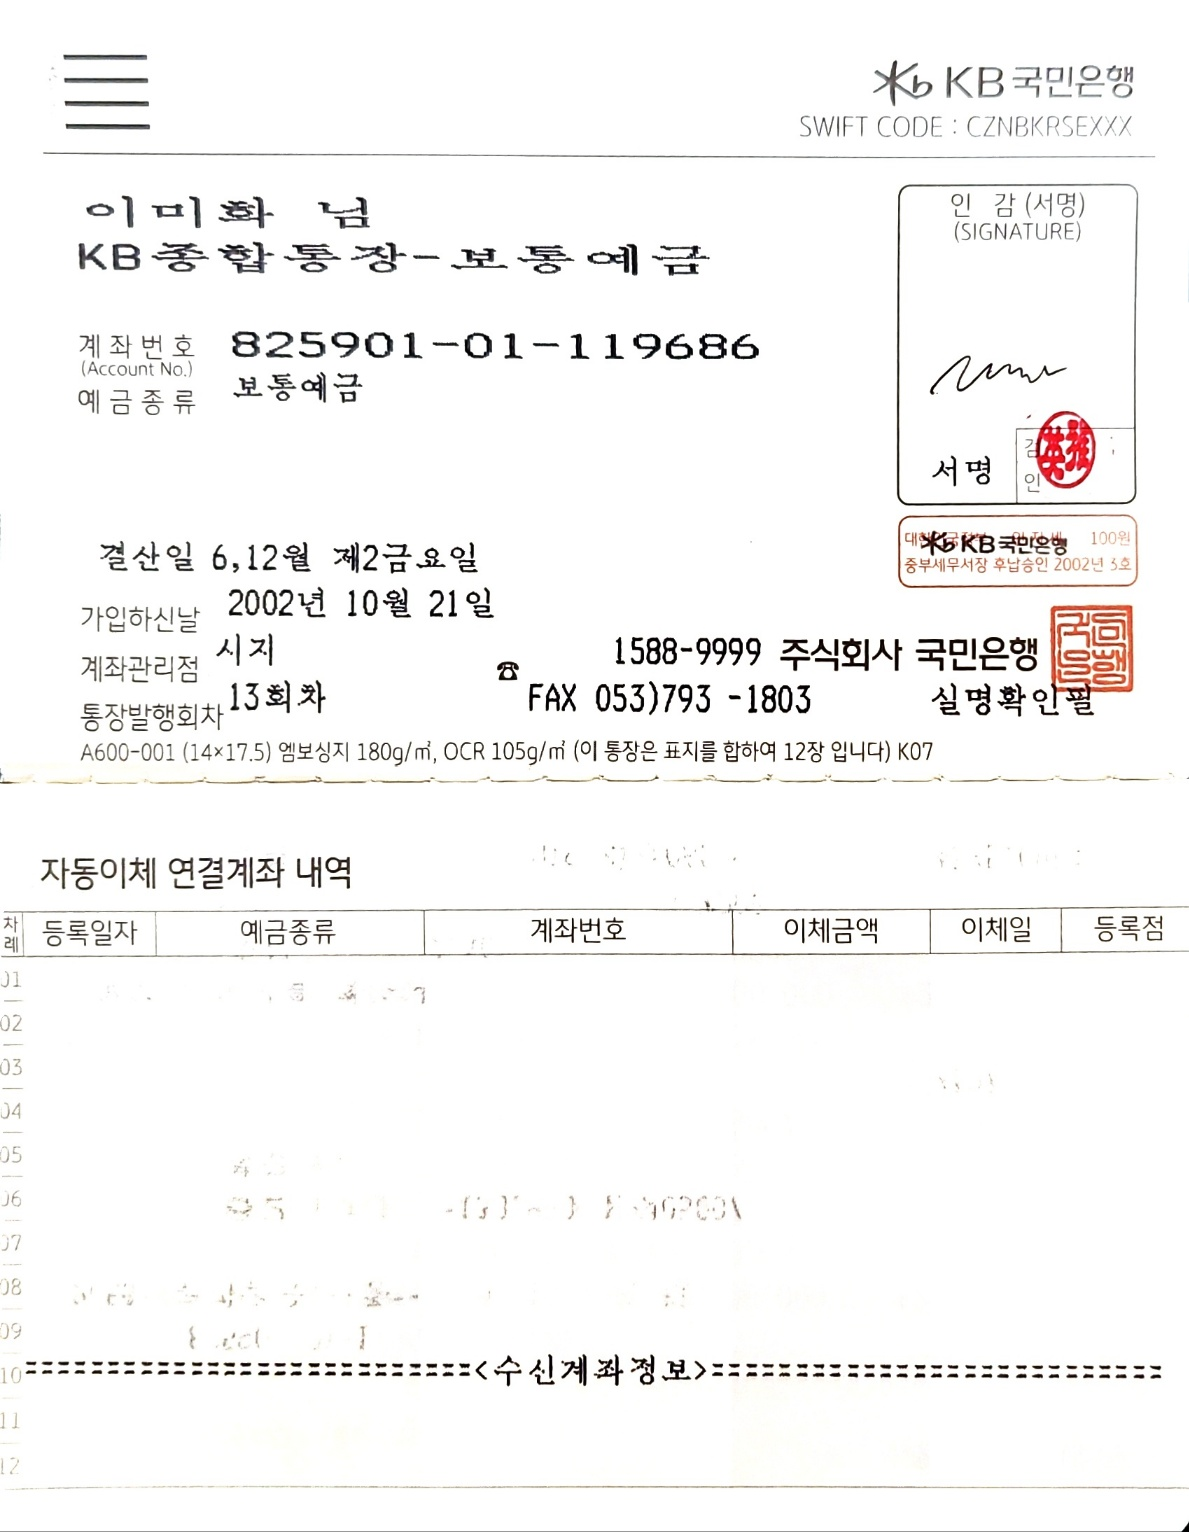 KB 국민은행
SWIFT CODE : CZNBKRSEXXX
이미화 님
KB종합통장-보통예금
인 감 (서명)
(SIGNATURE)
계좌번호 825901-01-119686
(Account No.)
예금종류 보통예금
서명
인
KB 국민은행 100원
중부세무서장 후납승인 2002년 3호
결산일 6,12월 제2금요일
가입하신날 2002년 10월 21일
계좌관리점 시지
☎ 1588-9999 주식회사 국민은행
통장발행회차 13회차
FAX 053)793 -1803 실명확인필
A600-001 (14×17.5) 엠보싱지 180g/㎡, OCR 105g/㎡ (이 통장은 표지를 합하여 12장 입니다) K07
자동이체 연결계좌 내역
차례 등록일자 예금종류 계좌번호 이체금액 이체일 등록점
01
02
03
04
05
06
07
08
09
10 ============================<수신계좌정보>============================
11
12